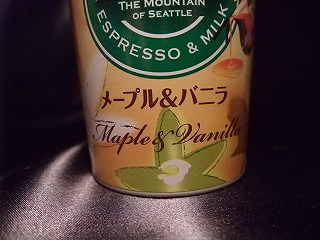 THE MOUNTAIN
OF SEATTLE
ESPRESSO & MILK
メープル&バニラ
Maple & Vanilla